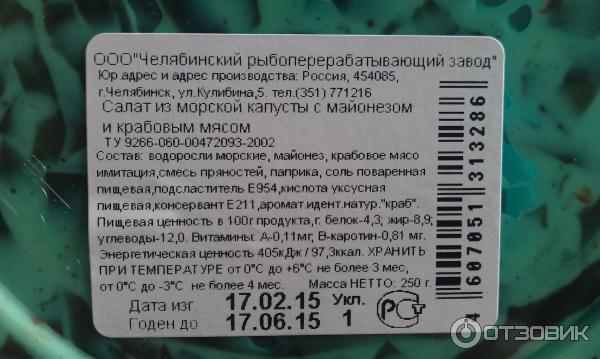 ООО"Челябинский рыбоперерабатывающий завод"
Юр.адрес и адрес производства: Россия, 454085,
г.Челябинск, ул.Кулибина,5. тел.(351) 771216
Салат из морской капусты с майонезом
и крабовым мясом
ТУ 9266-060-00472093-2002
Состав: водоросли морские, майонез, крабовое мясо
имитация,смесь пряностей, паприка, соль поваренная
пищевая,подсластитель Е954,кислота уксусная
пищевая,консервант Е211,аромат.идент.натур."краб".
Пищевая ценность в 100г продукта,г: белок-4,3; жир-8,9;
углеводы-12,0. Витамины: А-0,11мг, В-каротин-0,81 мг.
Энергетическая ценность 405кДж / 97,3ккал. ХРАНИТЬ
ПРИ ТЕМПЕРАТУРЕ от 0°С до +6°С не более 3 мес,
от 0°С до -3°С не более 4 мес. Масса НЕТТО: 250 г.
Дата изг. 17.02.15 Укл.
Годен до 17.06.15 1
РСТ
4 607051 313286
ОТЗОВИК